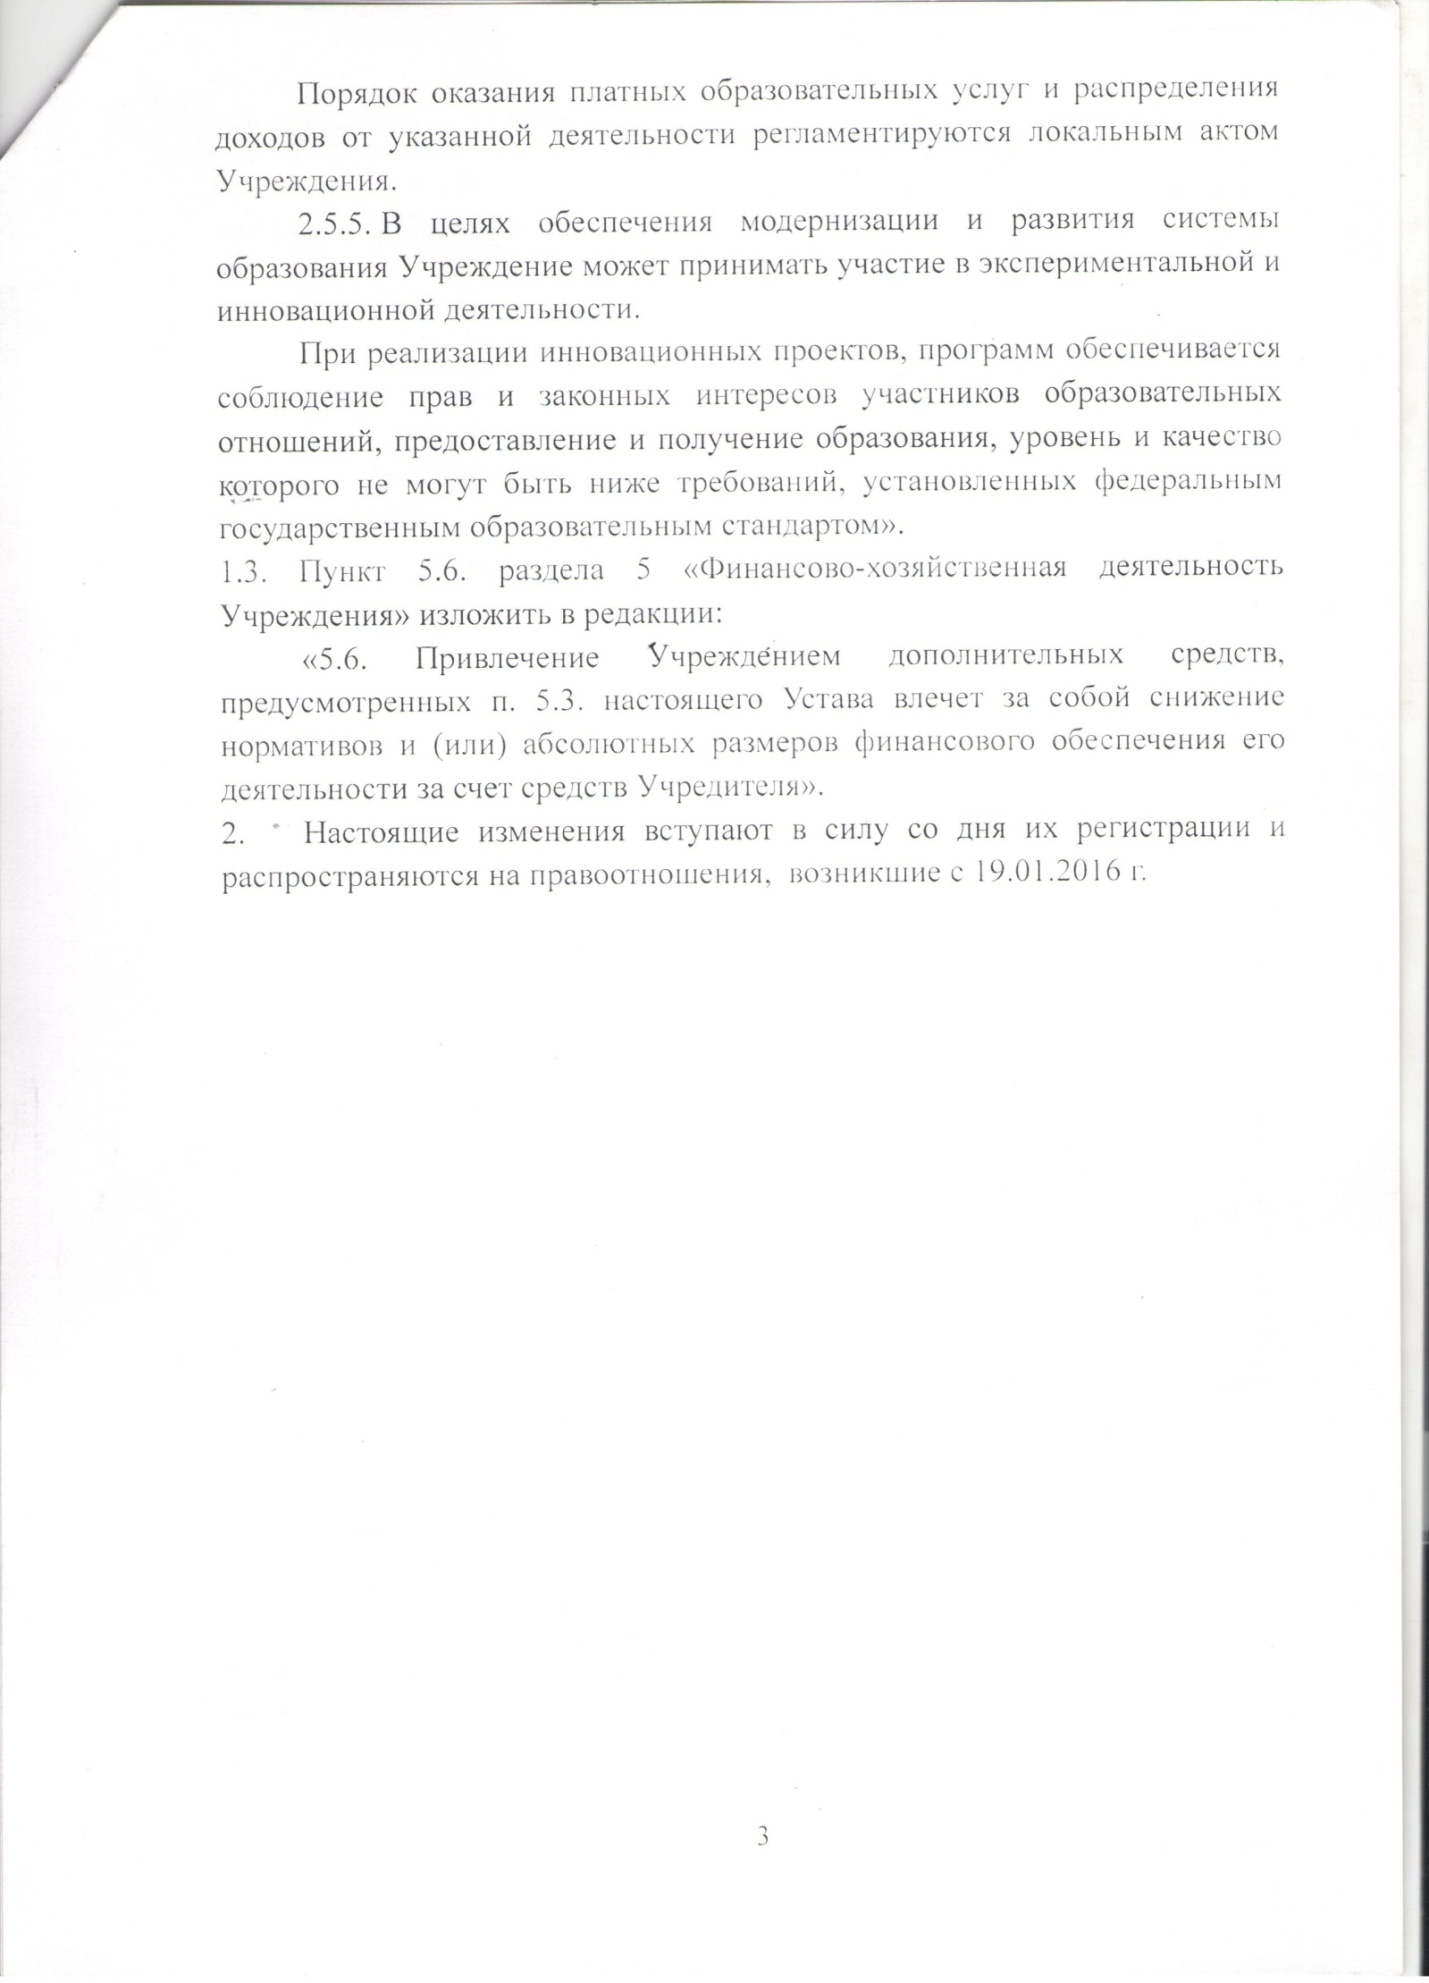 Порядок оказания платных образовательных услуг и распределения
доходов от указанной деятельности регламентируются локальным актом
Учреждения.
2.5.5. В целях обеспечения модернизации и развития системы
образования Учреждение может принимать участие в экспериментальной и
инновационной деятельности.
При реализации инновационных проектов, программ обеспечивается
соблюдение прав и законных интересов участников образовательных
отношений, предоставление и получение образования, уровень и качество
которого не могут быть ниже требований, установленных федеральным
государственным образовательным стандартом».
1.3. Пункт 5.6. раздела 5 «Финансово-хозяйственная деятельность
Учреждения» изложить в редакции:
«5.6. Привлечение Учреждением дополнительных средств,
предусмотренных п. 5.3. настоящего Устава влечет за собой снижение
нормативов и (или) абсолютных размеров финансового обеспечения его
деятельности за счет средств Учредителя».
2. Настоящие изменения вступают в силу со дня их регистрации и
распространяются на правоотношения, возникшие с 19.01.2016 г.
3